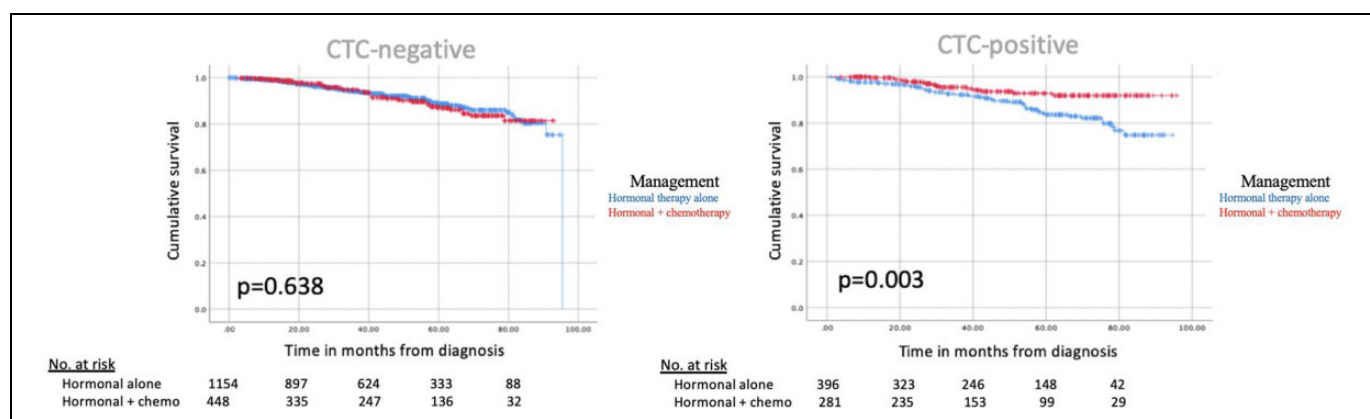 CTC-negative
Cumulative survival
1.0
0.8
0.6
0.4
0.2
0.0
p=0.638
.00 20.00 40.00 60.00 80.00 100.00
Time in months from diagnosis
Management
Hormonal therapy alone
Hormonal + chemotherapy
No. at risk
Hormonal alone 1154 897 624 333 88
Hormonal + chemo 448 335 247 136 32
CTC-positive
Cumulative survival
1.0
0.8
0.6
0.4
0.2
0.0
p=0.003
.00 20.00 40.00 60.00 80.00 100.00
Time in months from diagnosis
Management
Hormonal therapy alone
Hormonal + chemotherapy
No. at risk
Hormonal alone 396 323 246 148 42
Hormonal + chemo 281 235 153 99 29